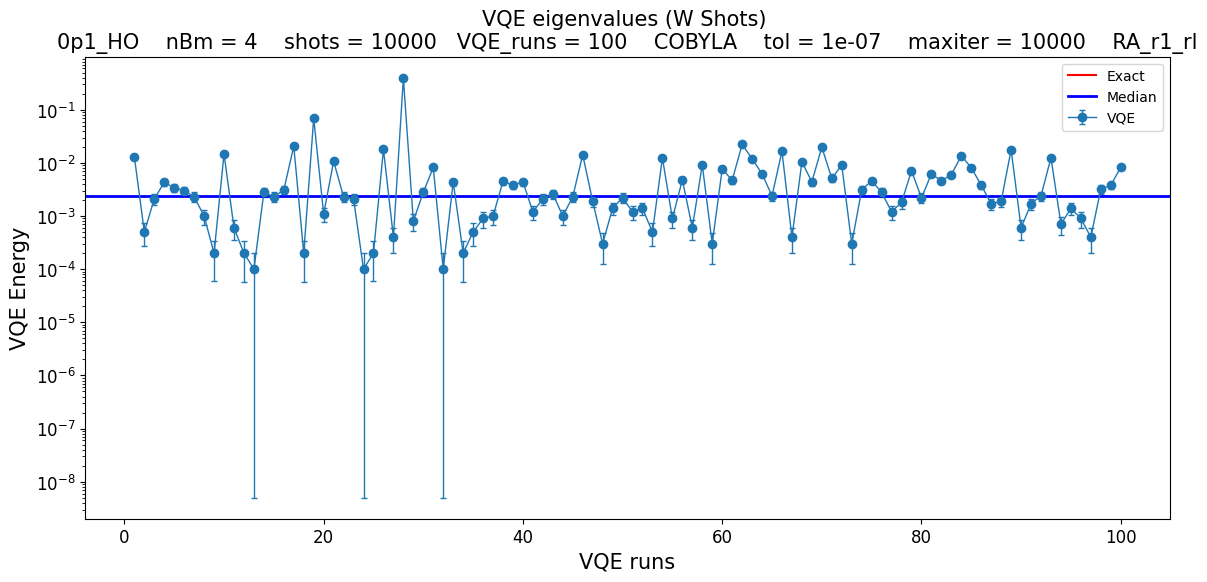 VQE eigenvalues (W Shots)
0p1_HO nBm = 4 shots = 10000 VQE_runs = 100 COBYLA tol = 1e-07 maxiter = 10000 RA_r1_rl
Exact
Median
VQE
VQE Energy
10⁻¹
10⁻²
10⁻³
10⁻⁴
10⁻⁵
10⁻⁶
10⁻⁷
10⁻⁸
0 20 40 60 80 100
VQE runs